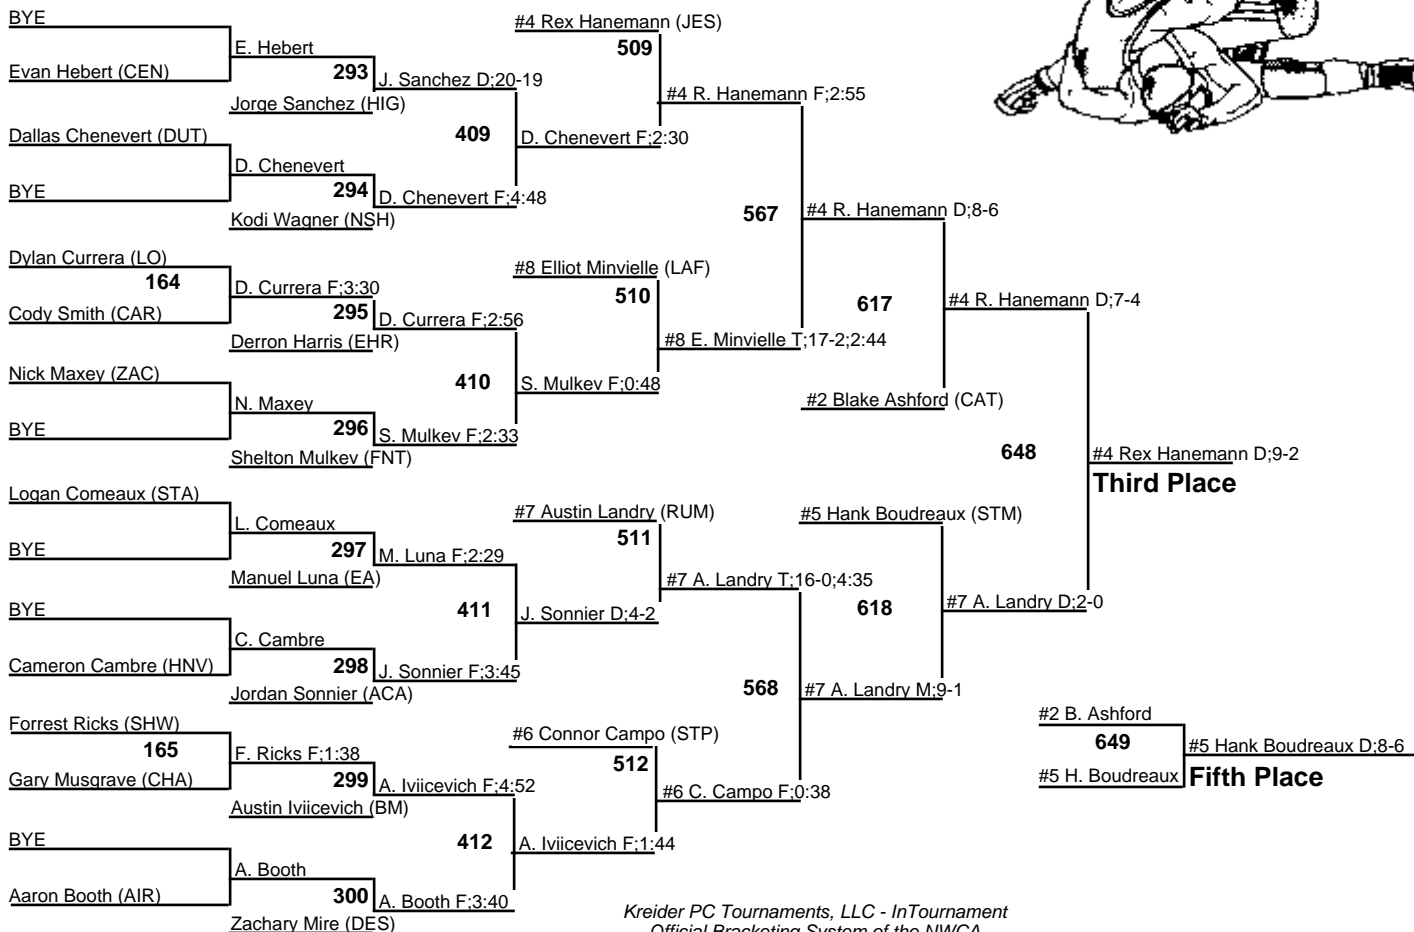 BYE
E. Hebert
Evan Hebert (CEN)
293
J. Sanchez D;20-19
Jorge Sanchez (HIG)
Dallas Chenevert (DUT)
409
D. Chenevert F;2:30
D. Chenevert
BYE
294
D. Chenevert F;4:48
Kodi Wagner (NSH)
#4 Rex Hanemann (JES)
509
#4 R. Hanemann F;2:55
Dylan Currera (LO)
164
D. Currera F;3:30
Cody Smith (CAR)
295
D. Currera F;2:56
Derron Harris (EHR)
Nick Maxey (ZAC)
410
S. Mulkev F;0:48
N. Maxey
BYE
296
S. Mulkev F;2:33
Shelton Mulkev (FNT)
#8 Elliot Minvielle (LAF)
510
#8 E. Minvielle T;17-2;2:44
567
#4 R. Hanemann D;8-6
617
#4 R. Hanemann D;7-4
#2 Blake Ashford (CAT)
648
#4 Rex Hanemann D;9-2
Third Place
Logan Comeaux (STA)
L. Comeaux
BYE
297
M. Luna F;2:29
Manuel Luna (EA)
BYE
411
J. Sonnier D;4-2
C. Cambre
Cameron Cambre (HNV)
298
J. Sonnier F;3:45
Jordan Sonnier (ACA)
#7 Austin Landry (RUM)
511
#7 A. Landry T;16-0;4:35
#5 Hank Boudreaux (STM)
618
#7 A. Landry D;2-0
568
#7 A. Landry M;9-1
Forrest Ricks (SHW)
165
F. Ricks F;1:38
Gary Musgrave (CHA)
299
A. Iviicevich F;4:52
Austin Iviicevich (BM)
BYE
412
A. Iviicevich F;1:44
A. Booth
Aaron Booth (AIR)
300
A. Booth F;3:40
Zachary Mire (DES)
#6 Connor Campo (STP)
512
#6 C. Campo F;0:38
#2 B. Ashford
649
#5 Hank Boudreaux D;8-6
#5 H. Boudreaux
Fifth Place
Kreider PC Tournaments, LLC - InTournament
Official Bracketing System of the NWCA